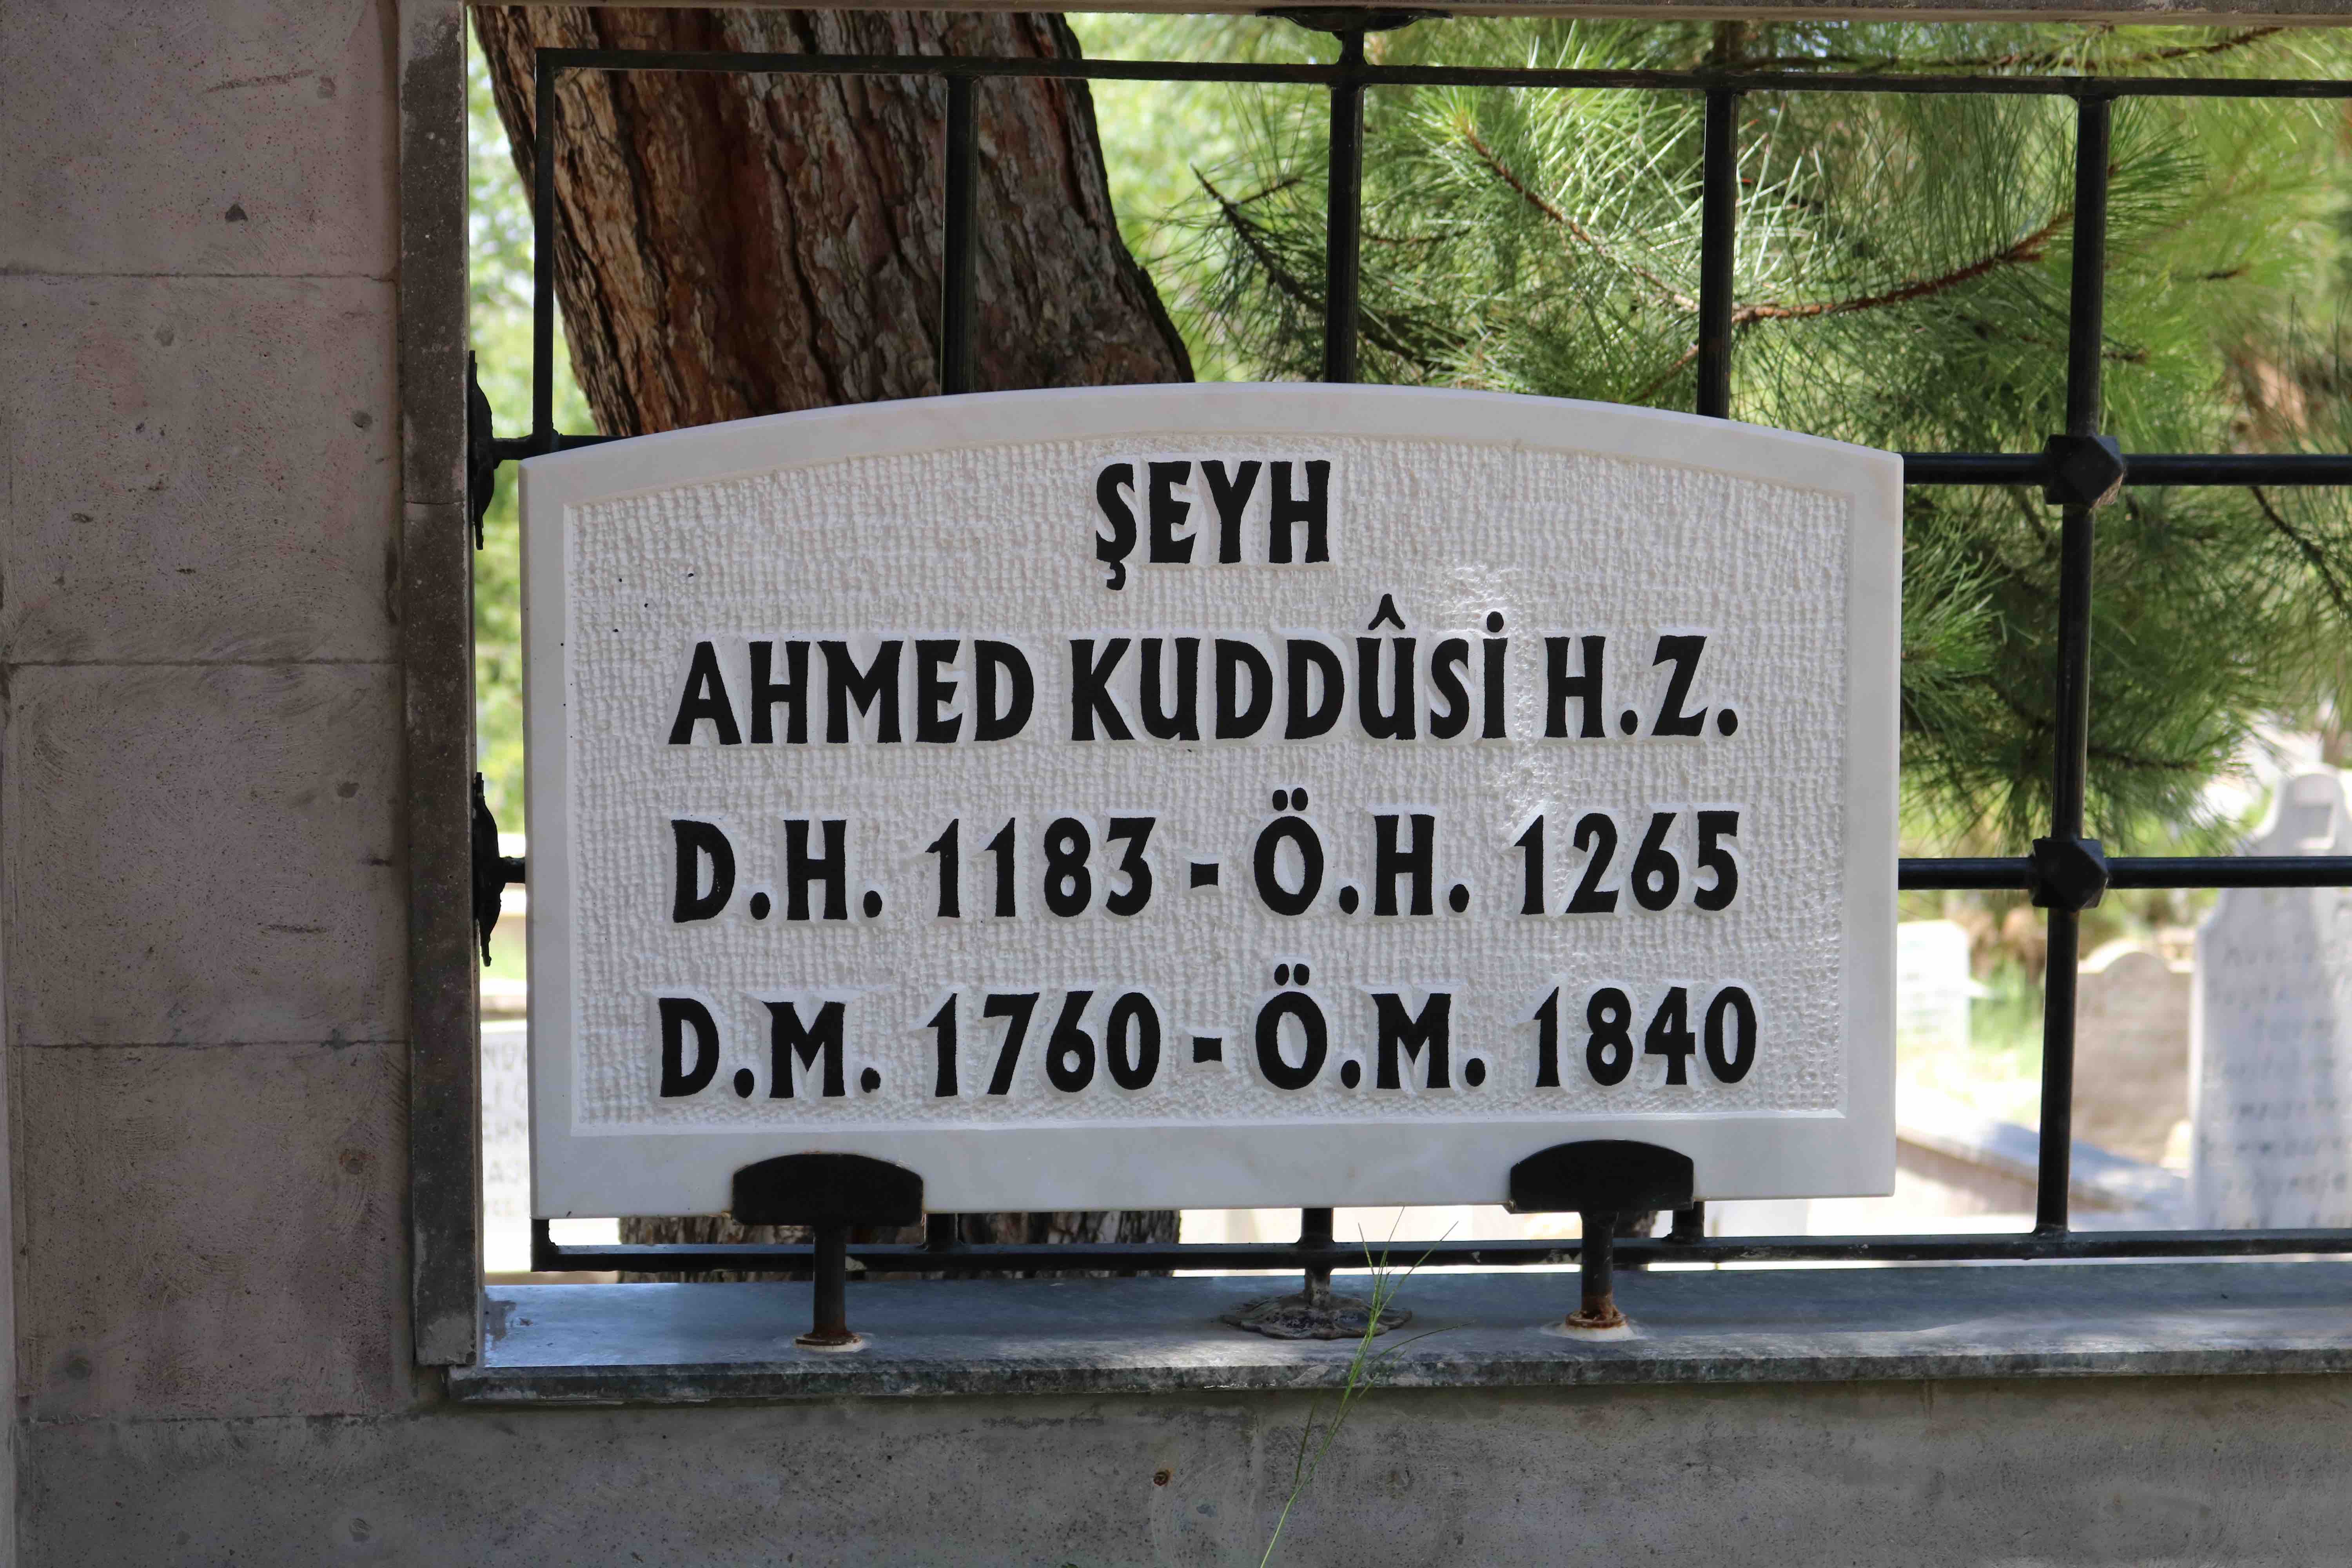 ŞEYH
AHMED KUDDÛSİ H.Z.
D.H. 1183 - Ö.H. 1265
D.M. 1760 - Ö.M. 1840